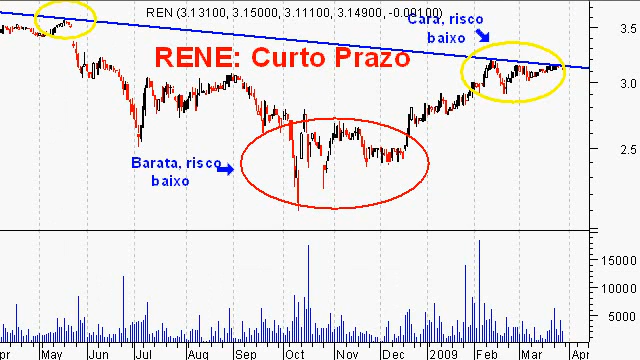 REN (3.13100, 3.15000, 3.11100, 3.14900, -0.00100)
Cara, risco
baixo
RENE: Curto Prazo
Barata, risco
baixo
3.5
3.0
2.5
15000
10000
5000
Apr May Jun Jul Aug Sep Oct Nov Dec 2009 Feb Mar Apr